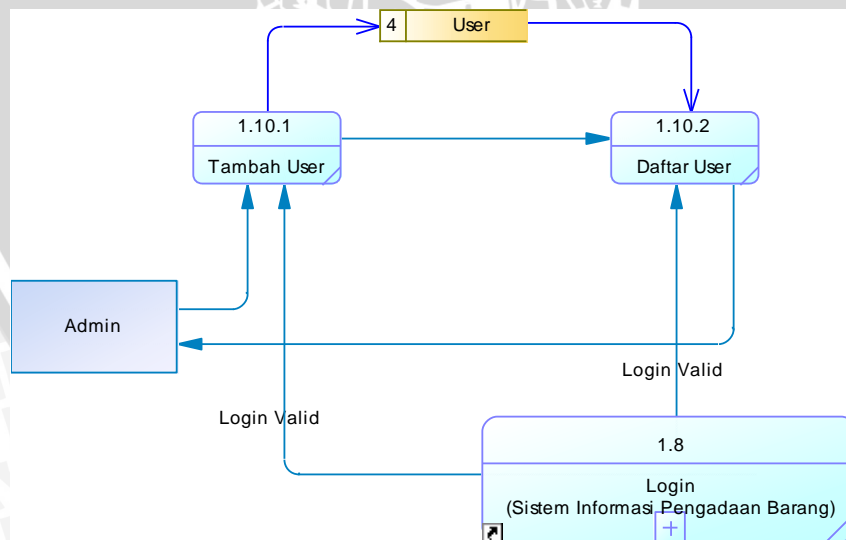 4 User
1.10.1
Tambah User
1.10.2
Daftar User
Admin
Login Valid
Login Valid
1.8
Login
(Sistem Informasi Pengadaan Barang)